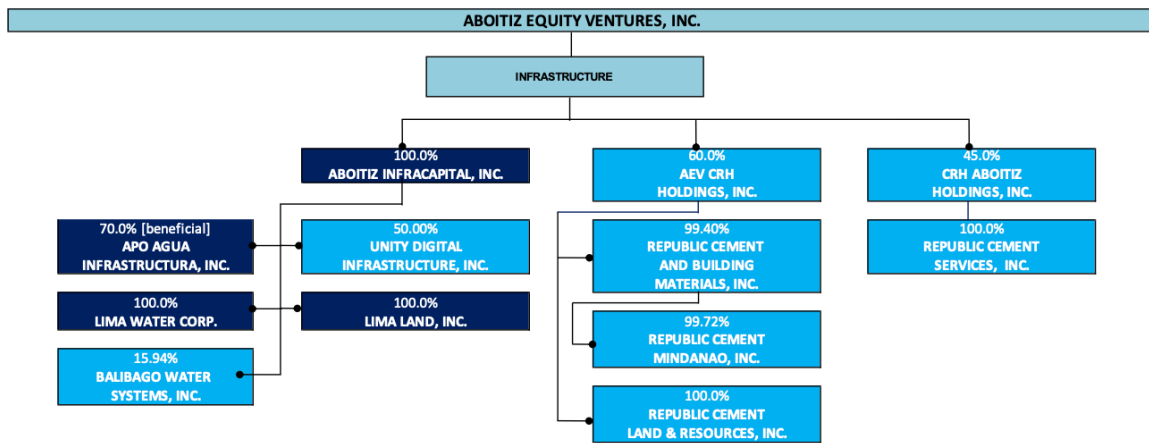 ABOITIZ EQUITY VENTURES, INC.
INFRASTRUCTURE
100.0%
ABOITIZ INFRACAPITAL, INC.
60.0%
AEV CRH
HOLDINGS, INC.
45.0%
CRH ABOITIZ
HOLDINGS, INC.
70.0% [beneficial]
APO AGUA
INFRASTRUCTURA, INC.
50.00%
UNITY DIGITAL
INFRASTRUCTURE, INC.
99.40%
REPUBLIC CEMENT
AND BUILDING
MATERIALS, INC.
100.0%
REPUBLIC CEMENT
SERVICES, INC.
100.0%
LIMA WATER CORP.
100.0%
LIMA LAND, INC.
99.72%
REPUBLIC CEMENT
MINDANAO, INC.
15.94%
BALIBAGO WATER
SYSTEMS, INC.
100.0%
REPUBLIC CEMENT
LAND & RESOURCES, INC.